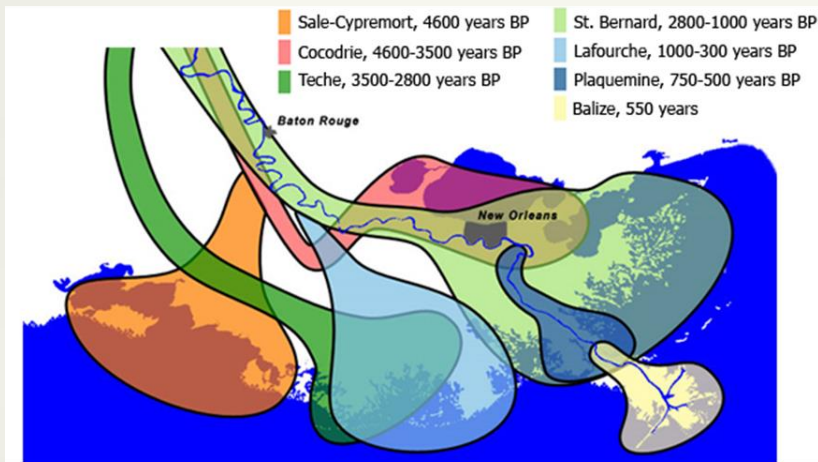 Sale-Cypremort, 4600 years BP
Cocodrie, 4600-3500 years BP
Teche, 3500-2800 years BP
St. Bernard, 2800-1000 years BP
Lafourche, 1000-300 years BP
Plaquemine, 750-500 years BP
Balize, 550 years
Baton Rouge
New Orleans